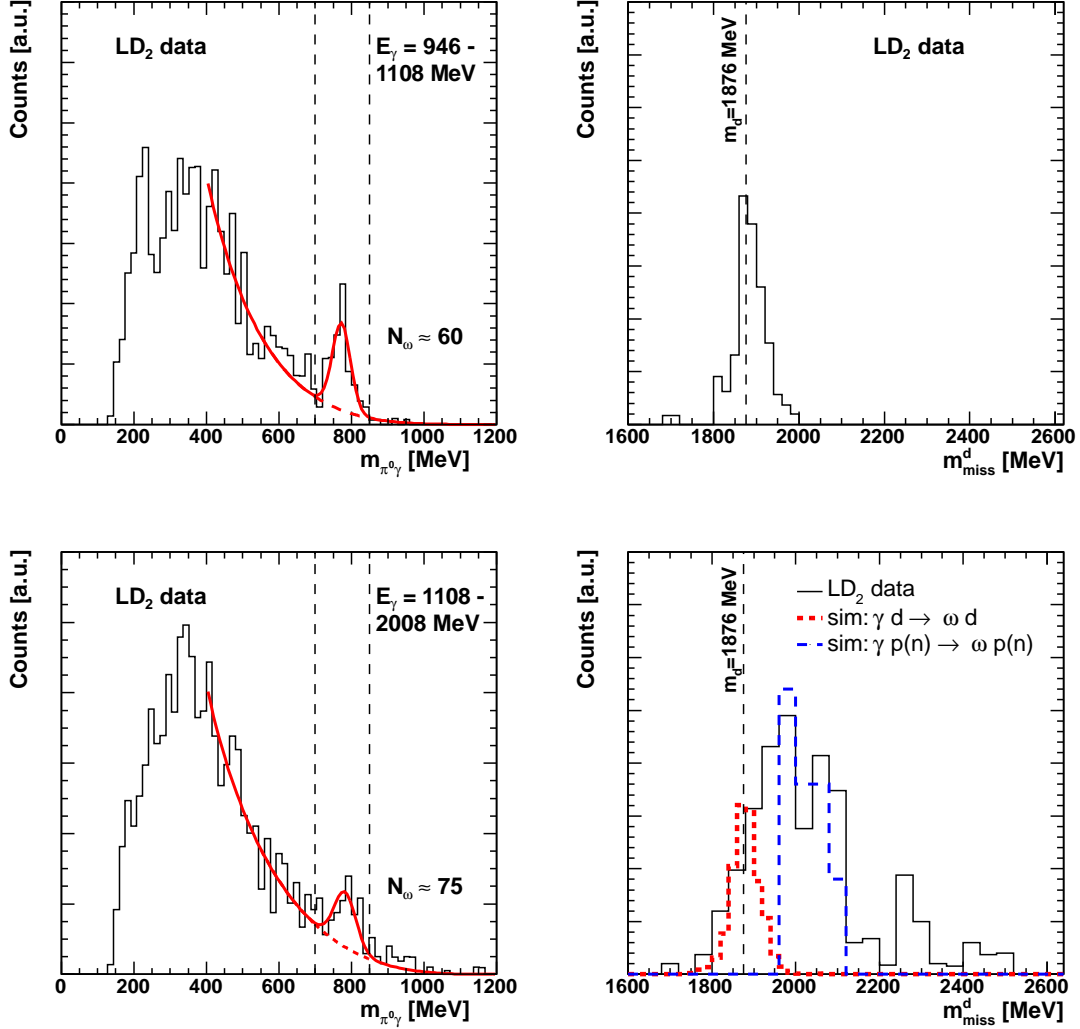 Counts [a.u.]
LD₂ data
E_γ = 946 -
1108 MeV
N_ω ≈ 60
0 200 400 600 800 1000 1200
m_π⁰γ [MeV]
Counts [a.u.]
LD₂ data
m_d=1876 MeV
1600 1800 2000 2200 2400 2600
m^d_miss [MeV]
Counts [a.u.]
LD₂ data
E_γ = 1108 -
2008 MeV
N_ω ≈ 75
0 200 400 600 800 1000 1200
m_π⁰γ [MeV]
Counts [a.u.]
m_d=1876 MeV
LD₂ data
sim: γ d → ω d
sim: γ p(n) → ω p(n)
1600 1800 2000 2200 2400 2600
m^d_miss [MeV]